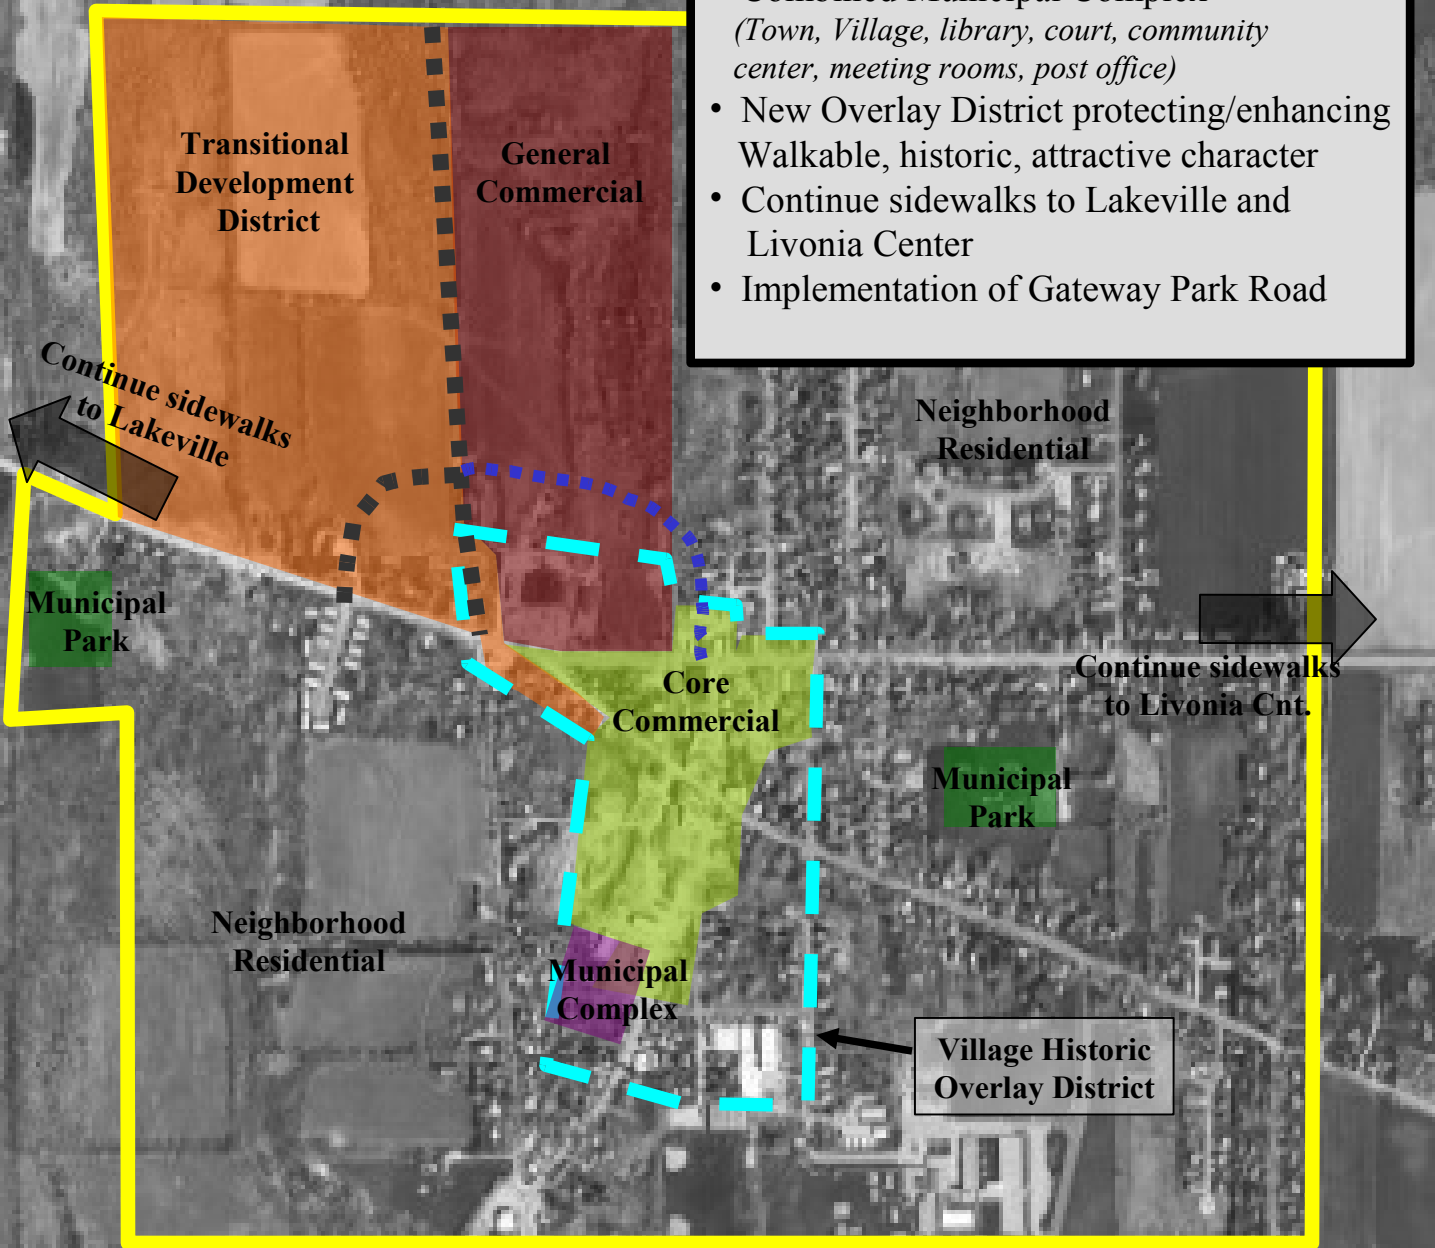 Combined Municipal Complex
(Town, Village, library, court, community
center, meeting rooms, post office)
• New Overlay District protecting/enhancing
Walkable, historic, attractive character
• Continue sidewalks to Lakeville and
Livonia Center
• Implementation of Gateway Park Road
Transitional
Development
District
General
Commercial
Continue sidewalks
to Lakeville
Neighborhood
Residential
Municipal
Park
Continue sidewalks
to Livonia Cnt.
Core
Commercial
Municipal
Park
Neighborhood
Residential
Municipal
Complex
Village Historic
Overlay District